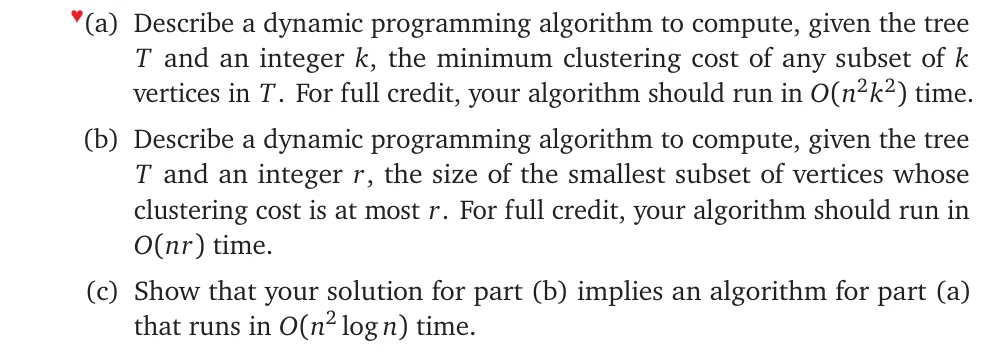 ♥(a) Describe a dynamic programming algorithm to compute, given the tree
T and an integer k, the minimum clustering cost of any subset of k
vertices in T. For full credit, your algorithm should run in O(n²k²) time.
(b) Describe a dynamic programming algorithm to compute, given the tree
T and an integer r, the size of the smallest subset of vertices whose
clustering cost is at most r. For full credit, your algorithm should run in
O(nr) time.
(c) Show that your solution for part (b) implies an algorithm for part (a)
that runs in O(n² log n) time.